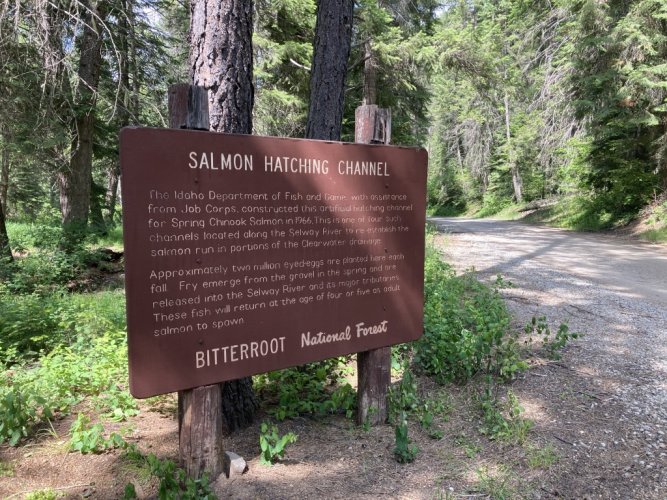 SALMON HATCHING CHANNEL
The Idaho Department of Fish and Game, with assistance
from Job Corps, constructed this artificial hatching channel
for Spring Chinook Salmon in 1966. This is one of four such
channels located along the Selway River to re-establish the
salmon run in portions of the Clearwater drainage.
Approximately two million eyed-eggs are planted here each
fall. Fry emerge from the gravel in the spring and are
released into the Selway River and its major tributaries.
These fish will return at the age of four or five as adult
salmon to spawn.
BITTERROOT National Forest